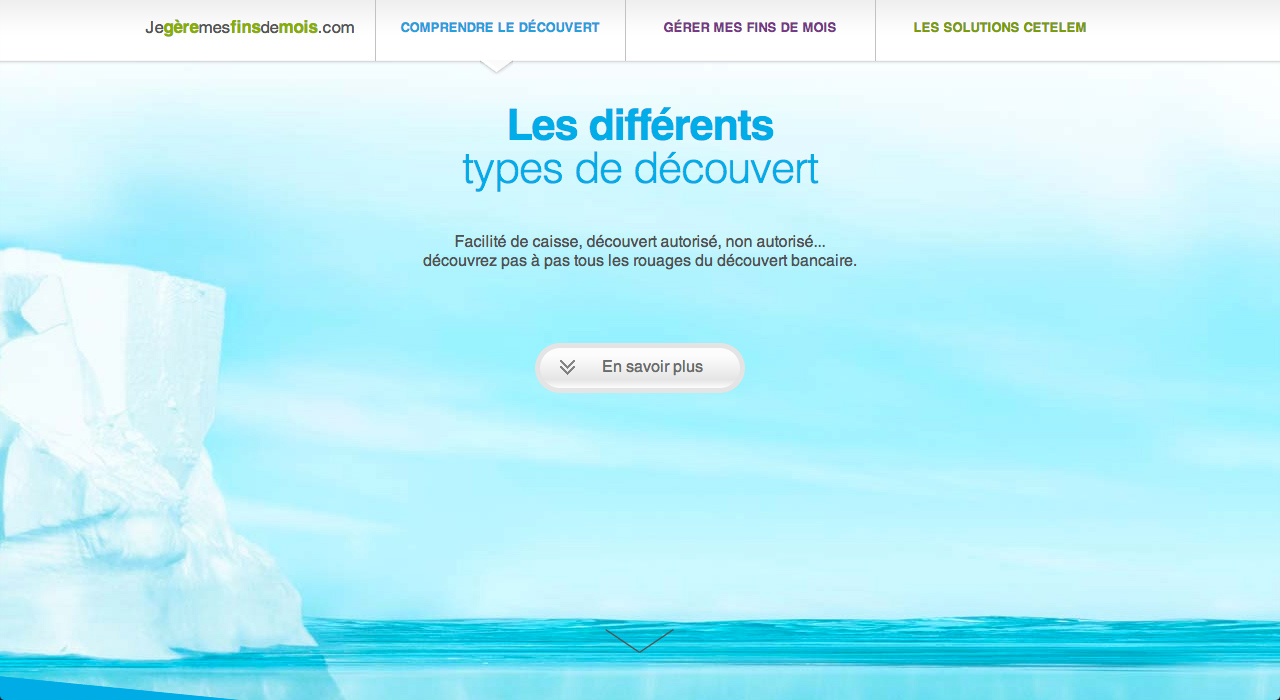 Jegèremesfinsdemois.com
COMPRENDRE LE DÉCOUVERT
GÉRER MES FINS DE MOIS
LES SOLUTIONS CETELEM
Les différents
types de découvert
Facilité de caisse, découvert autorisé, non autorisé...
découvrez pas à pas tous les rouages du découvert bancaire.
En savoir plus